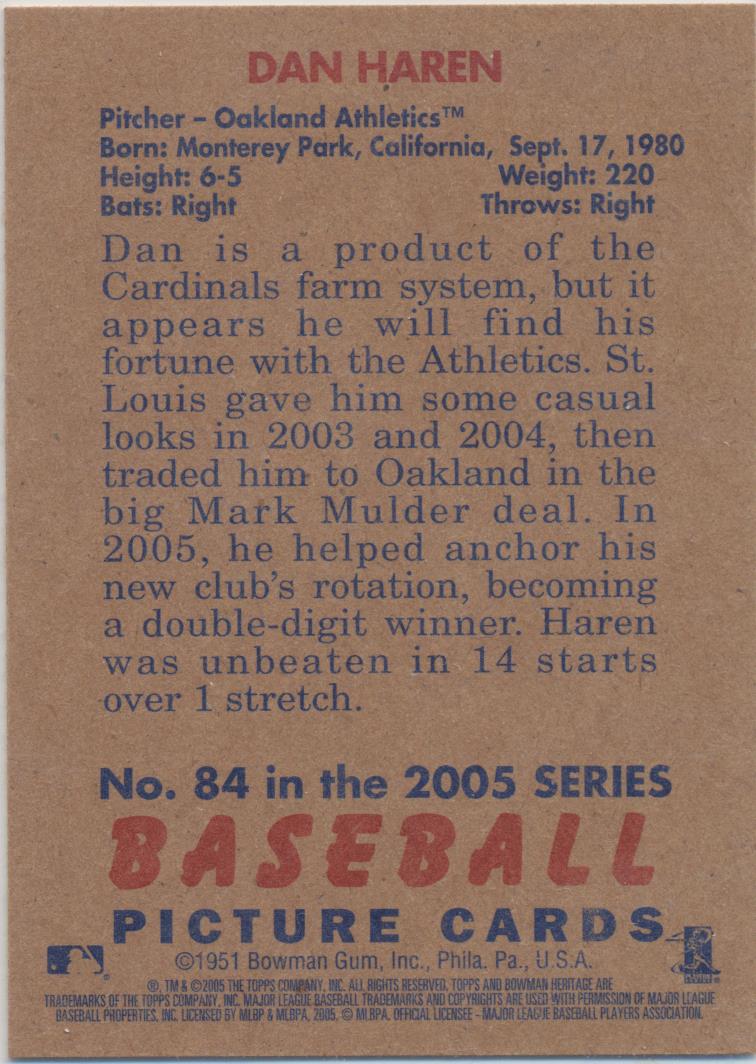 DAN HAREN
Pitcher – Oakland Athletics™
Born: Monterey Park, California, Sept. 17, 1980
Height: 6-5 Weight: 220
Bats: Right Throws: Right
Dan is a product of the
Cardinals farm system, but it
appears he will find his
fortune with the Athletics. St.
Louis gave him some casual
looks in 2003 and 2004, then
traded him to Oakland in the
big Mark Mulder deal. In
2005, he helped anchor his
new club's rotation, becoming
a double-digit winner. Haren
was unbeaten in 14 starts
over 1 stretch.
No. 84 in the 2005 SERIES
BASEBALL
PICTURE CARDS
©1951 Bowman Gum, Inc., Phila. Pa., U.S.A.
®, TM & ©2005 THE TOPPS COMPANY, INC. ALL RIGHTS RESERVED. TOPPS AND BOWMAN HERITAGE ARE
TRADEMARKS OF THE TOPPS COMPANY, INC. MAJOR LEAGUE BASEBALL TRADEMARKS AND COPYRIGHTS ARE USED WITH PERMISSION OF MAJOR LEAGUE
BASEBALL PROPERTIES, INC. LICENSED BY MLBP & MLBPA, 2005. © MLBPA. OFFICIAL LICENSEE - MAJOR LEAGUE BASEBALL PLAYERS ASSOCIATION.